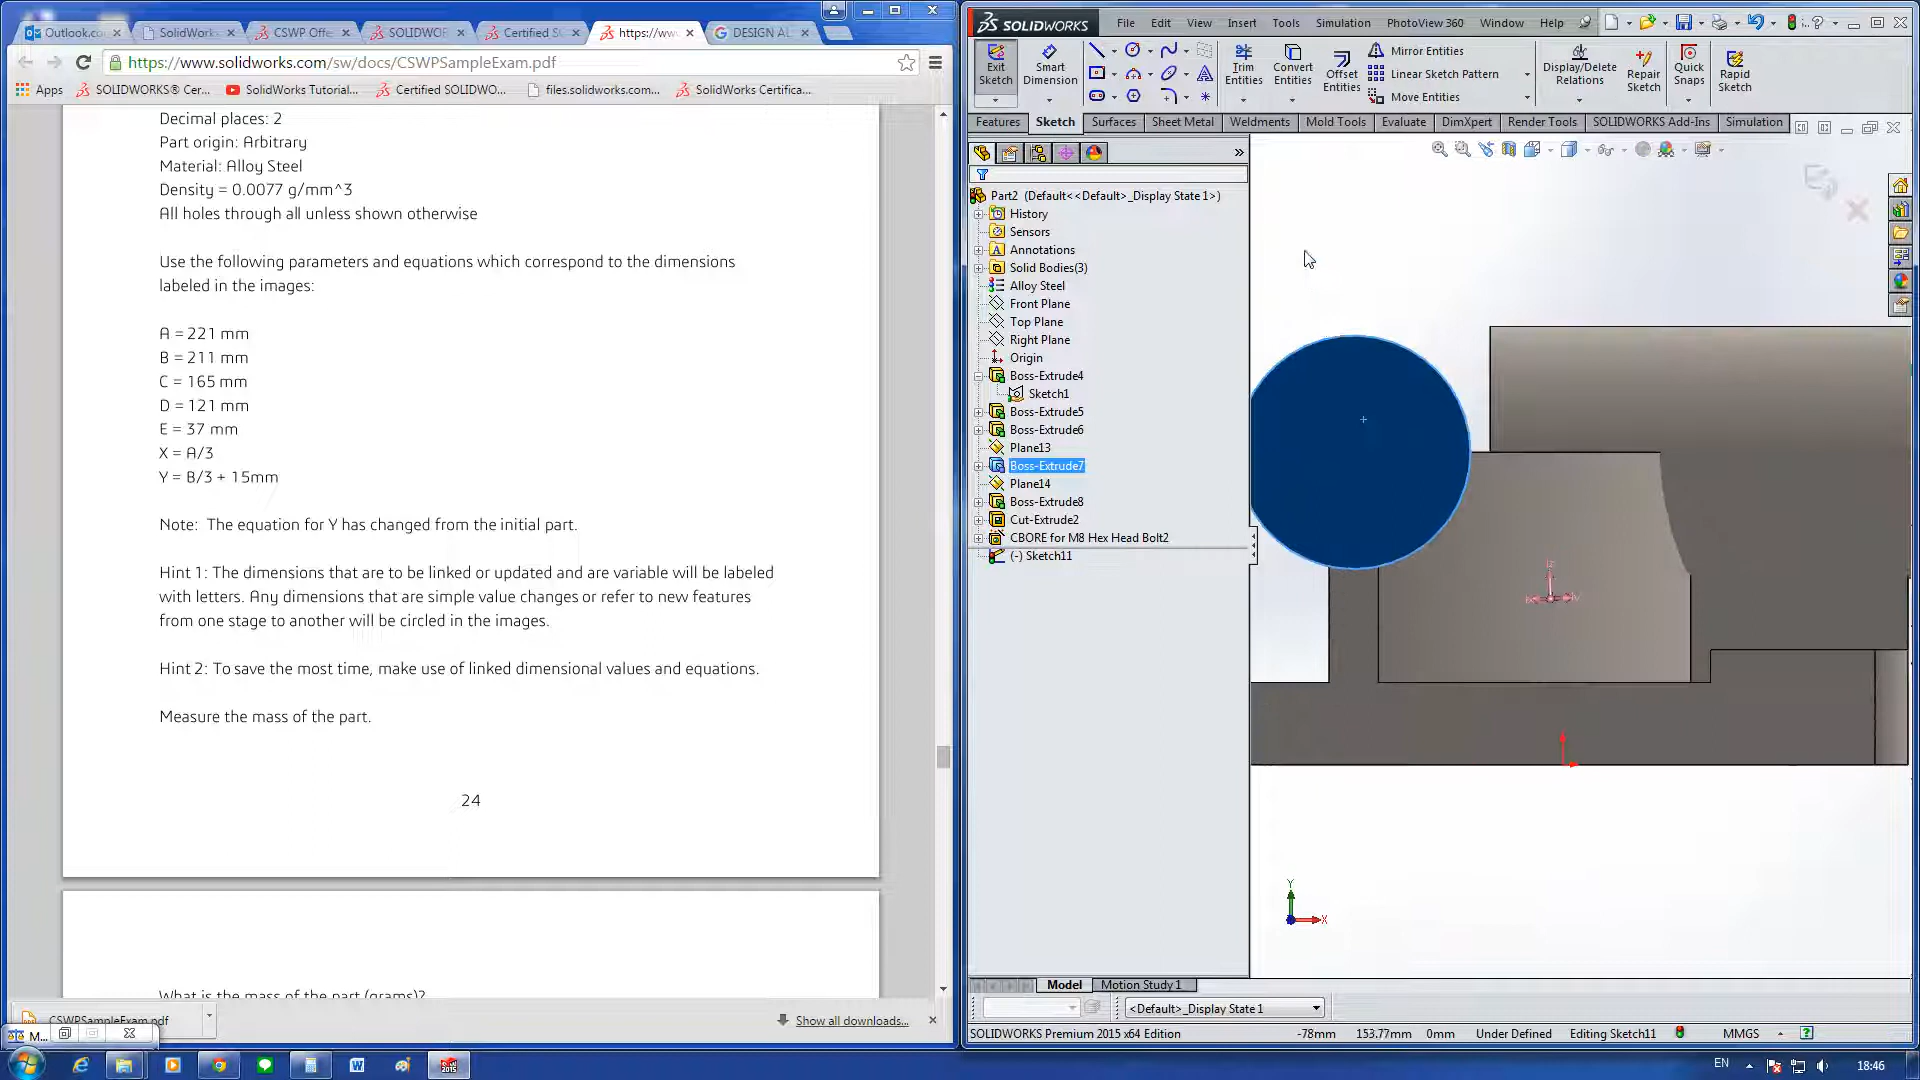 Outlook.co
SolidWork
CSWP Offe
SOLIDWOR
Certified S
https://ww
DESIGN AL
https://www.solidworks.com/sw/docs/CSWPSampleExam.pdf
Apps
SOLIDWORKS® Cer...
SolidWorks Tutorial...
Certified SOLIDWO...
files.solidworks.com...
SolidWorks Certifica...
Decimal places: 2
Part origin: Arbitrary
Material: Alloy Steel
Density = 0.0077 g/mm^3
All holes through all unless shown otherwise
Use the following parameters and equations which correspond to the dimensions
labeled in the images:
A = 221 mm
B = 211 mm
C = 165 mm
D = 121 mm
E = 37 mm
X = A/3
Y = B/3 + 15mm
Note: The equation for Y has changed from the initial part.
Hint 1: The dimensions that are to be linked or updated and are variable will be labeled
with letters. Any dimensions that are simple value changes or refer to new features
from one stage to another will be circled in the images.
Hint 2: To save the most time, make use of linked dimensional values and equations.
Measure the mass of the part.
24
What is the mass of the part (grams)?
CSWPSampleExam.pdf
Show all downloads...
M...
SOLIDWORKS
File Edit View Insert Tools Simulation PhotoView 360 Window Help
Exit Sketch
Smart Dimension
Trim Entities
Convert Entities
Offset Entities
Mirror Entities
Linear Sketch Pattern
Move Entities
Display/Delete Relations
Repair Sketch
Quick Snaps
Rapid Sketch
Features Sketch Surfaces Sheet Metal Weldments Mold Tools Evaluate DimXpert Render Tools SOLIDWORKS Add-Ins Simulation
Part2 (Default<<Default>_Display State 1>)
History
Sensors
Annotations
Solid Bodies(3)
Alloy Steel
Front Plane
Top Plane
Right Plane
Origin
Boss-Extrude4
Sketch1
Boss-Extrude5
Boss-Extrude6
Plane13
Boss-Extrude7
Plane14
Boss-Extrude8
Cut-Extrude2
CBORE for M8 Hex Head Bolt2
(-) Sketch11
Y
X
Model
Motion Study 1
<Default>_Display State 1
SOLIDWORKS Premium 2015 x64 Edition
-78mm
153.77mm
0mm
Under Defined
Editing Sketch11
MMGS
EN
18:46